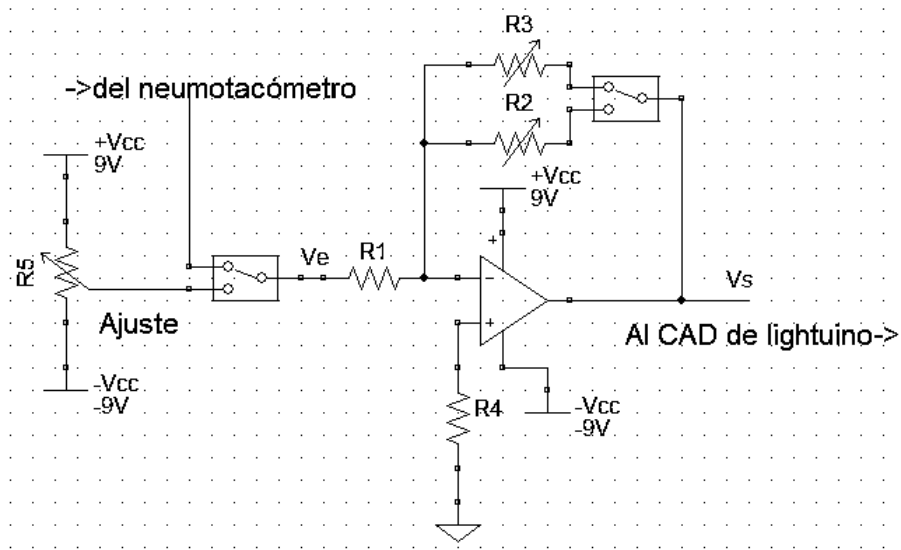 R3
->del neumotacómetro
R2
+Vcc
9V
+Vcc
9V
+
R5
Ve
R1
-
Vs
Ajuste
+
Al CAD de lightuino->
-Vcc
-9V
R4
-Vcc
-9V